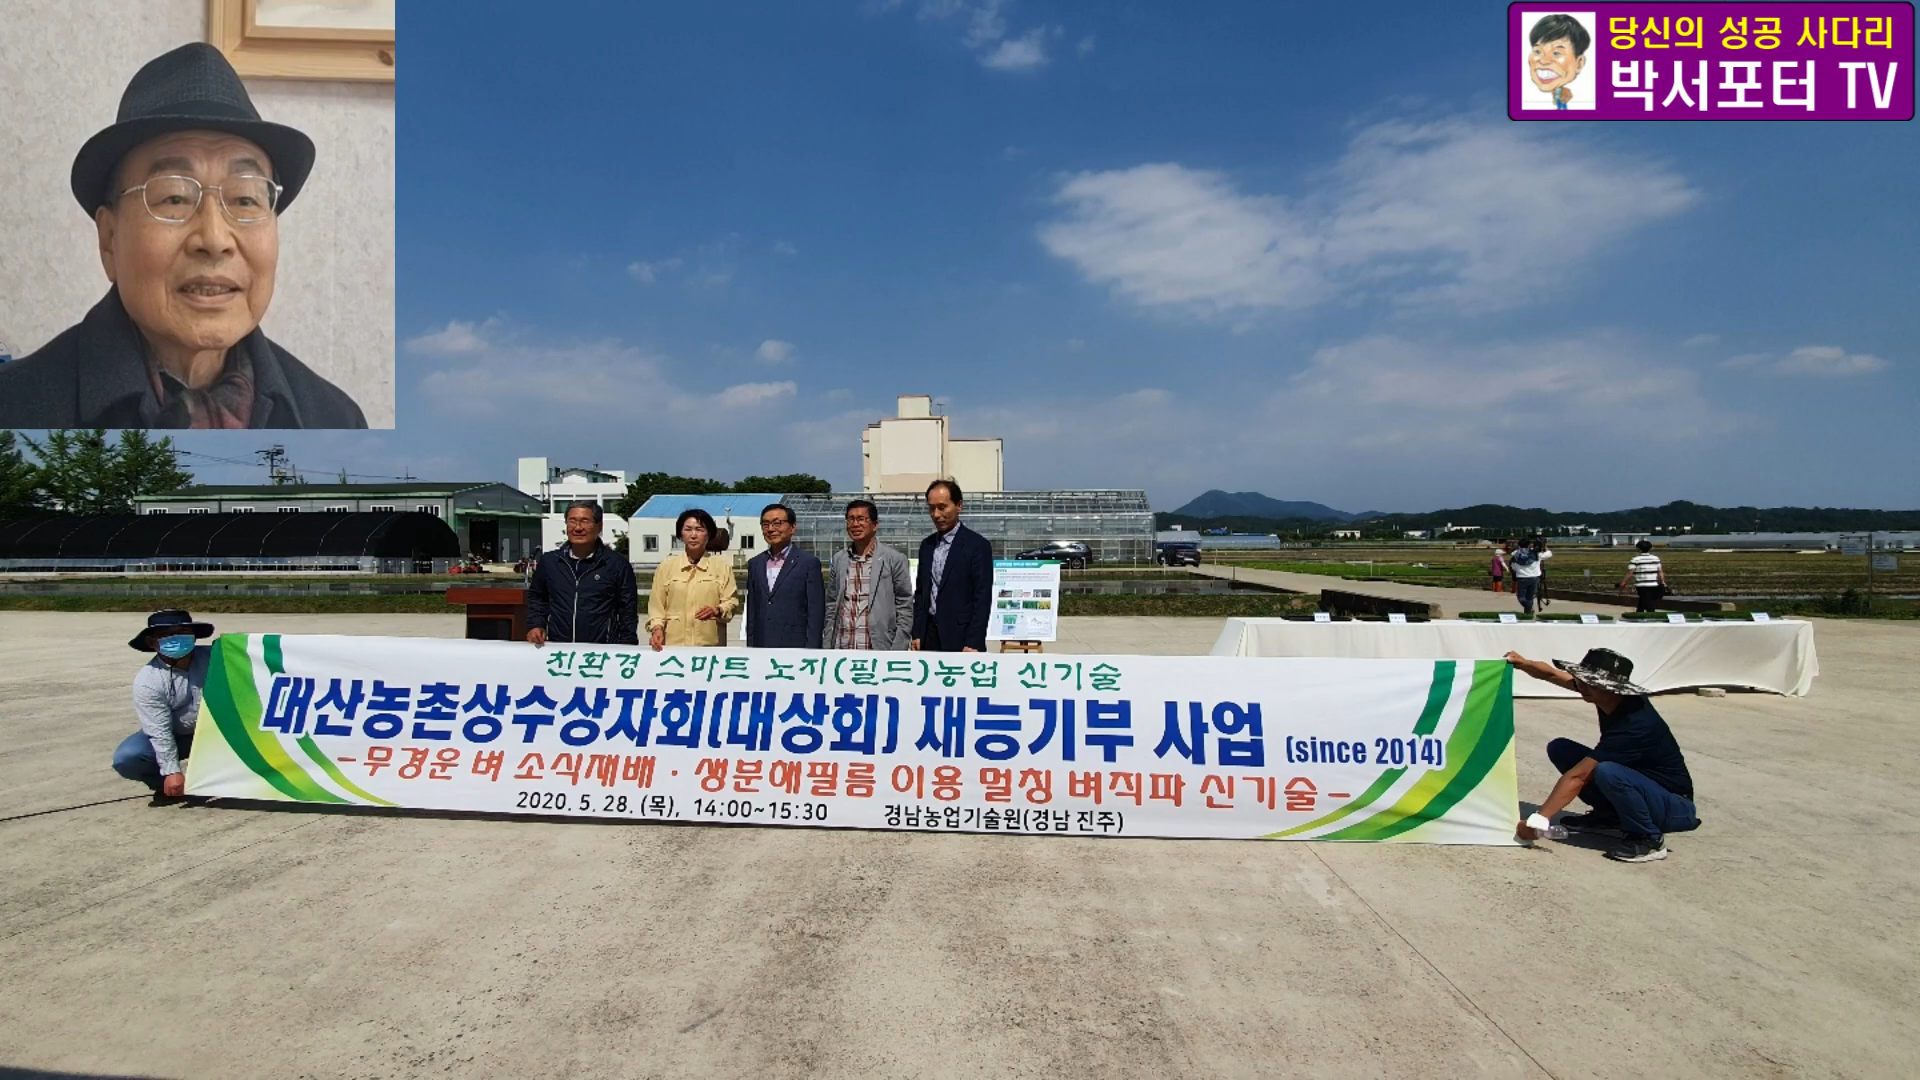 당신의 성공 사다리
박서포터 TV
친환경 스마트 노지(필드)농업 신기술
대산농촌상수상자회(대상회) 재능기부 사업 (since 2014)
-무경운 벼 소식재배 · 생분해필름 이용 멀칭 벼직파 신기술-
2020. 5. 28. (목), 14:00~15:30 경남농업기술원(경남 진주)